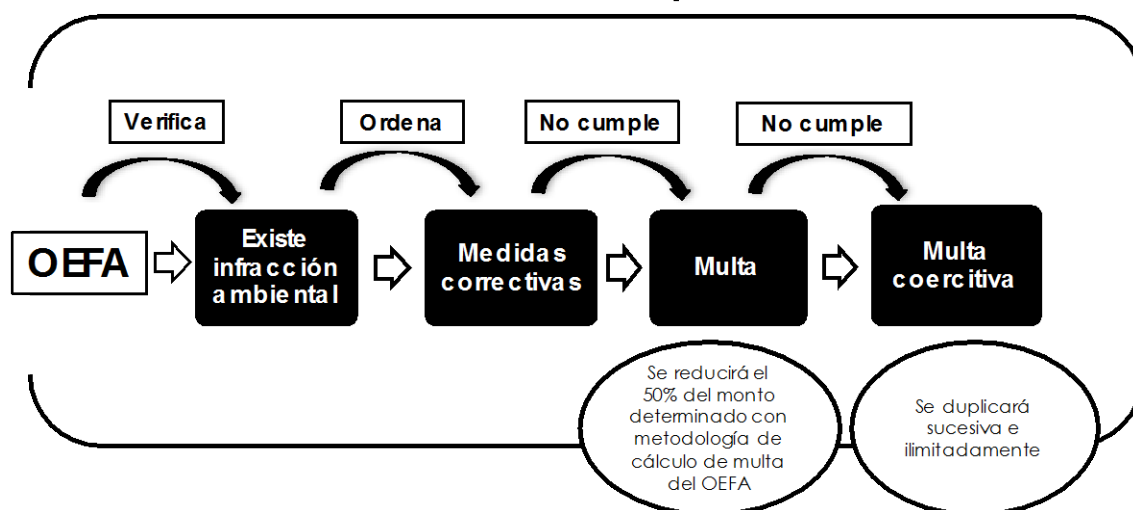 Verifica
Ordena
No cumple
No cumple
OEFA
Existe
infracción
ambiental
Medidas
correctivas
Multa
Multa
coercitiva
Se reducirá el
50% del monto
determinado con
metodología de
cálculo de multa
del OEFA
Se duplicará
sucesiva e
ilimitadamente